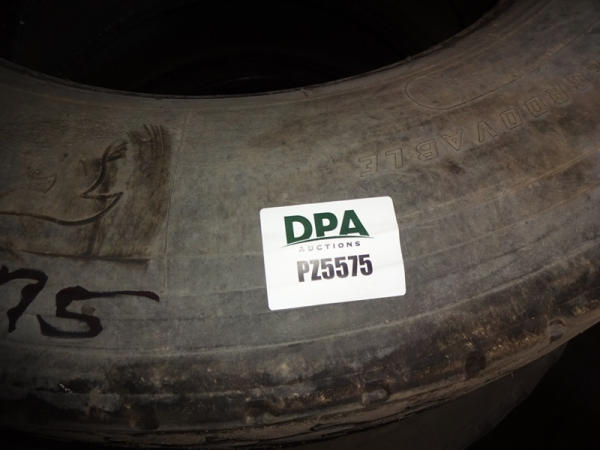 REGROOVABLE
DPA
AUCTIONS
PZ5575
75